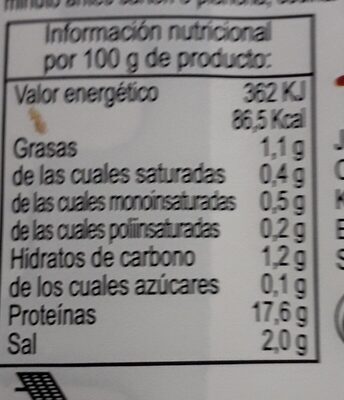 Información nutricional
por 100 g de producto:
Valor energético 362 KJ
86,5 Kcal
Grasas 1,1 g
de las cuales saturadas 0,4 g
de las cuales monoinsaturadas 0,5 g
de las cuales poliinsaturadas 0,2 g
Hidratos de carbono 1,2 g
de los cuales azúcares 0,1 g
Proteínas 17,6 g
Sal 2,0 g